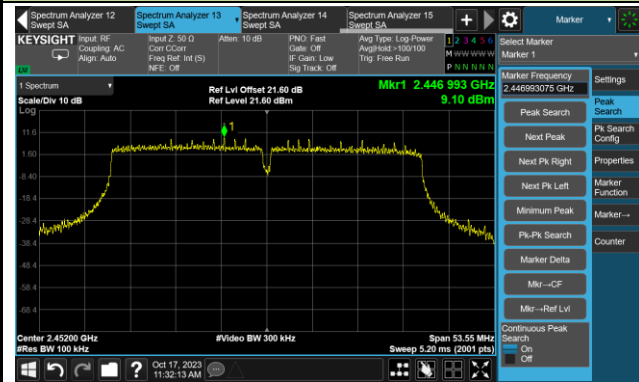 Spectrum Analyzer 12
Swept SA
Spectrum Analyzer 13
Swept SA
Spectrum Analyzer 14
Swept SA
Spectrum Analyzer 15
Swept SA
+
Marker
KEYSIGHT
Input: RF
Coupling: AC
Align: Auto
Input Z: 50 Ω
Corr CCorr
Freq Ref: Int (S)
NFE: Off
Atten: 10 dB
PNO: Fast
Gate: Off
IF Gain: Low
Sig Track: Off
Avg Type: Log-Power
Avg|Hold:>100/100
Trig: Free Run
1 2 3 4 5 6
M W W W W W
P N N N N N
Select Marker
Marker 1
1 Spectrum
Scale/Div 10 dB
Log
Ref Lvl Offset 21.60 dB
Ref Level 21.60 dBm
Mkr1 2.446 993 GHz
9.10 dBm
1
11.6
1.60
-8.40
-18.4
-28.4
-38.4
-48.4
-58.4
-68.4
Center 2.45200 GHz
#Res BW 100 kHz
#Video BW 300 kHz
Span 53.55 MHz
Sweep 5.20 ms (2001 pts)
Marker Frequency
2.446993075 GHz
Peak Search
Next Peak
Next Pk Right
Next Pk Left
Minimum Peak
Pk-Pk Search
Marker Delta
Mkr→CF
Mkr→Ref Lvl
Continuous Peak
Search
On
Off
Settings
Peak
Search
Pk Search
Config
Properties
Marker
Function
Marker→
Counter
?
Oct 17, 2023
11:32:13 AM